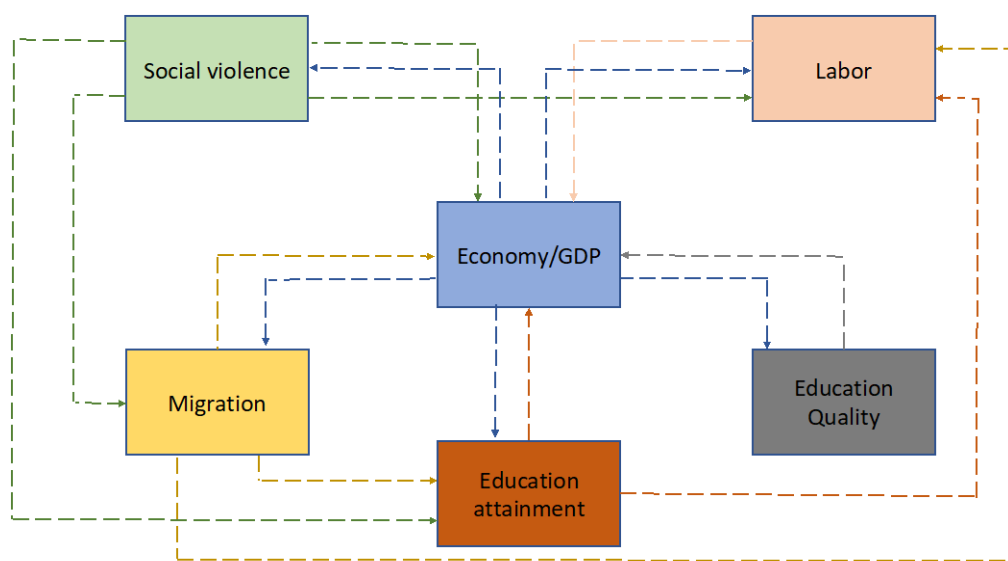 Social violence
Labor
Economy/GDP
Migration
Education
Quality
Education
attainment